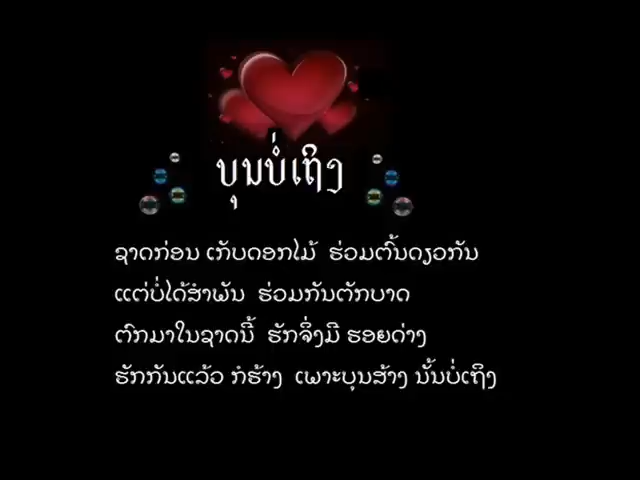 ບຸນບໍ່ເຖິງ
ຊາດກ່ອນ ເກັບດອກໄມ້ ຮ່ວມຕົ້ນດຽວກັນ
ແຕ່ບໍ່ໄດ້ສຳພັນ ຮ່ວມກັນຕັກບາດ
ຕົກມາໃນຊາດນີ້ ຮັກຈຶ່ງມີ ຮອຍດ່າງ
ຮັກກັນແລ້ວ ກໍຮ້າງ ເພາະບຸນສ້າງ ນັ້ນບໍ່ເຖິງ